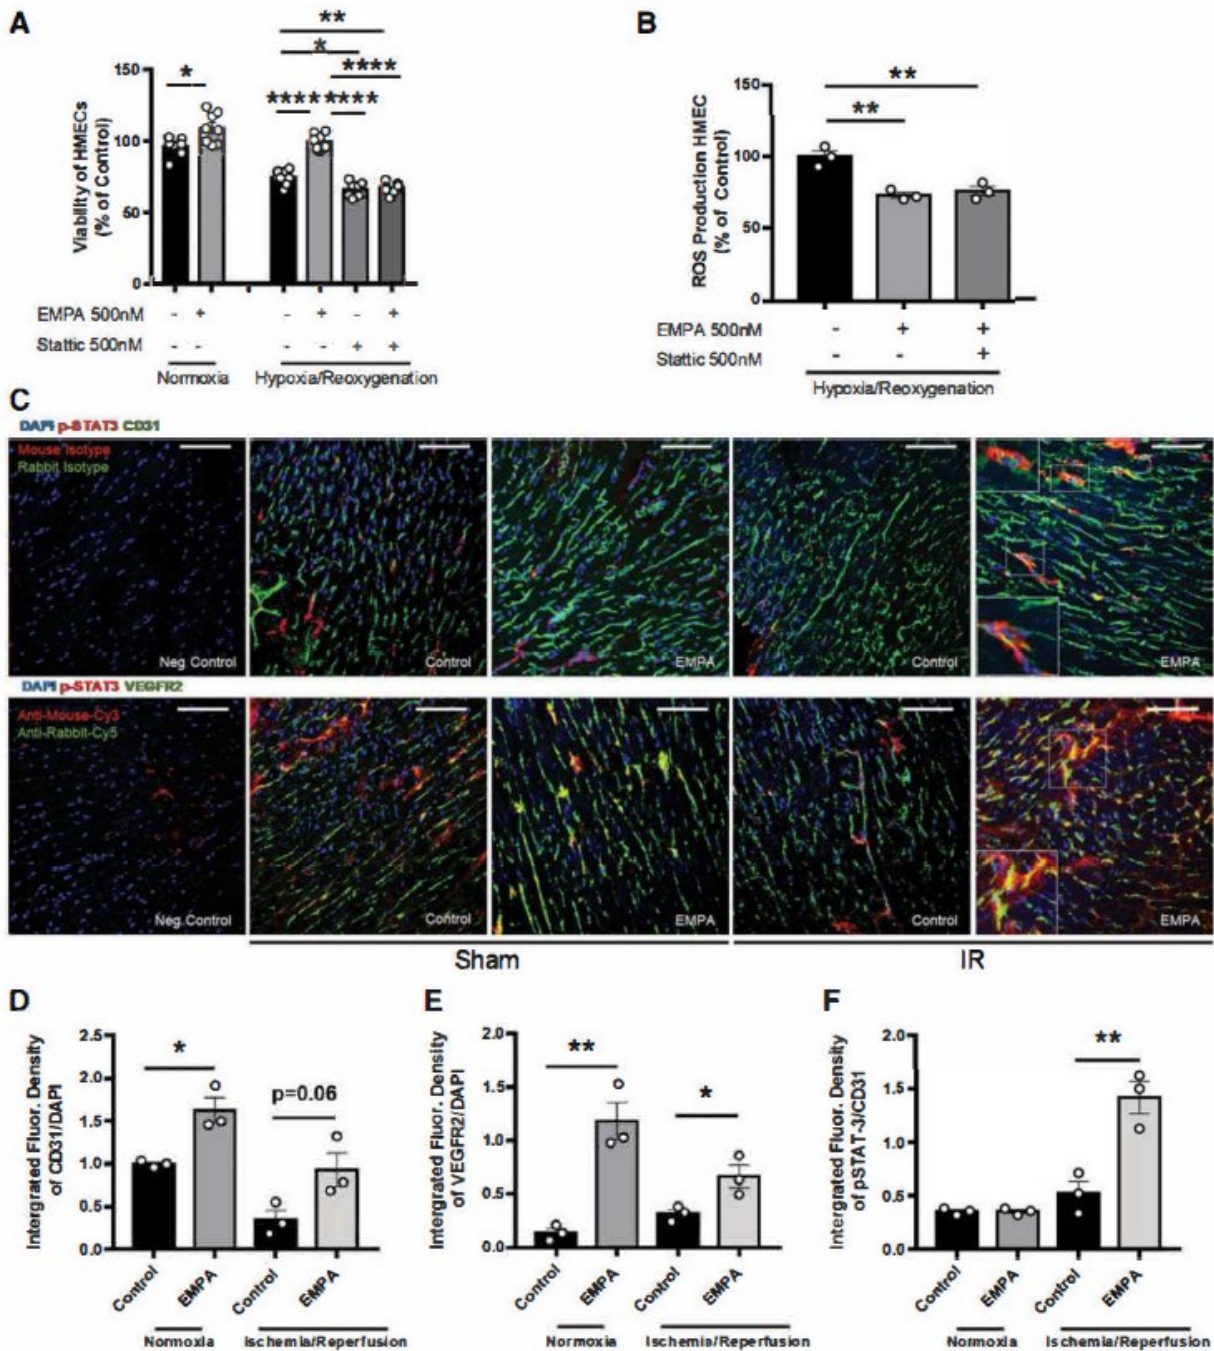 A
**
*
****
*
**** ****
150
100
50
0
Viability of HMECs
(% of Control)
EMPA 500nM - + - + - +
Stattic 500nM - - - - + +
Normoxia Hypoxia/Reoxygenation
B
**
**
150
100
50
0
ROS Production HMEC
(% of Control)
EMPA 500nM - + +
Stattic 500nM - - +
Hypoxia/Reoxygenation
C
DAPI p-STAT3 CD31
Mouse Isotype
Rabbit Isotype
Neg Control Control EMPA Control EMPA
DAPI p-STAT3 VEGFR2
Anti-Mouse-Cy3
Anti-Rabbit-Cy5
Neg Control Control EMPA Control EMPA
Sham IR
D
2.5
2.0
1.5
1.0
0.5
0.0
Intergrated Fluor. Density
of CD31/DAPI
*
p=0.06
Control EMPA Control EMPA
Normoxia Ischemia/Reperfusion
E
2.0
1.5
1.0
0.5
0.0
Intergrated Fluor. Density
of VEGFR2/DAPI
**
*
Control EMPA Control EMPA
Normoxia Ischemia/Reperfusion
F
2.0
1.5
1.0
0.5
0.0
Intergrated Fluor. Density
of pSTAT-3/CD31
**
Control EMPA Control EMPA
Normoxia Ischemia/Reperfusion